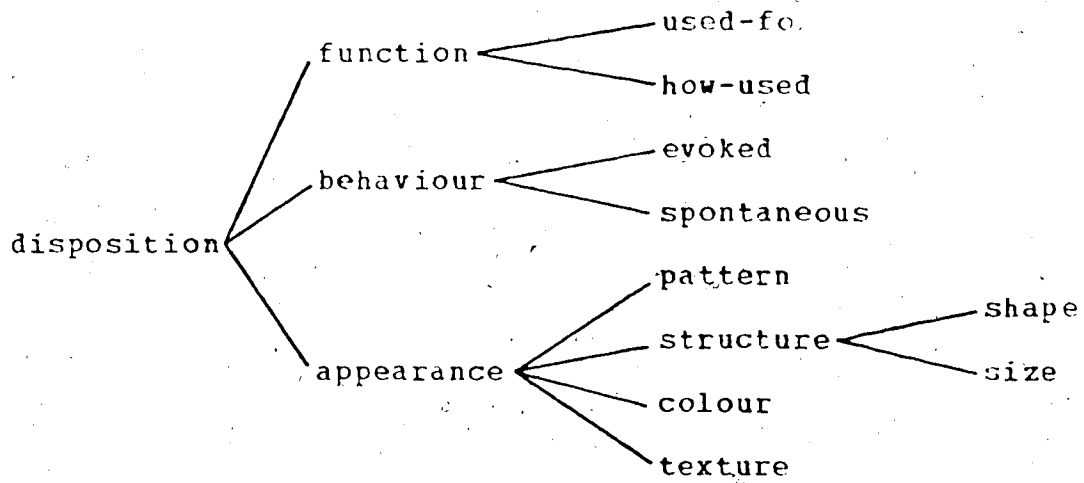 used-fo
function
how-used
evoked
behaviour
spontaneous
disposition
pattern
shape
structure
appearance
size
colour
texture